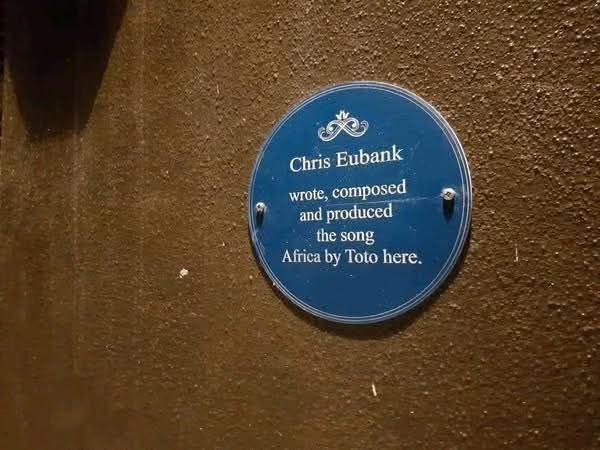 Chris Eubank
wrote, composed
and produced
the song
Africa by Toto here.